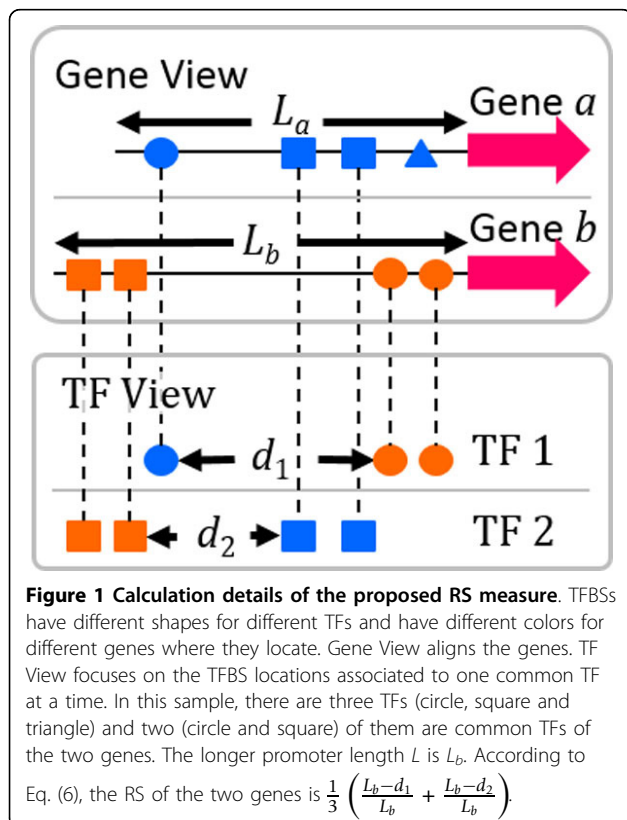 Gene View
L_a
Gene a
L_b
Gene b
TF View
d_1
TF 1
d_2
TF 2
Figure 1 Calculation details of the proposed RS measure. TFBSs
have different shapes for different TFs and have different colors for
different genes where they locate. Gene View aligns the genes. TF
View focuses on the TFBS locations associated to one common TF
at a time. In this sample, there are three TFs (circle, square and
triangle) and two (circle and square) of them are common TFs of
the two genes. The longer promoter length L is L_b. According to
Eq. (6), the RS of the two genes is \frac{1}{3} \left( \frac{L_b-d_1}{L_b} + \frac{L_b-d_2}{L_b} \right).